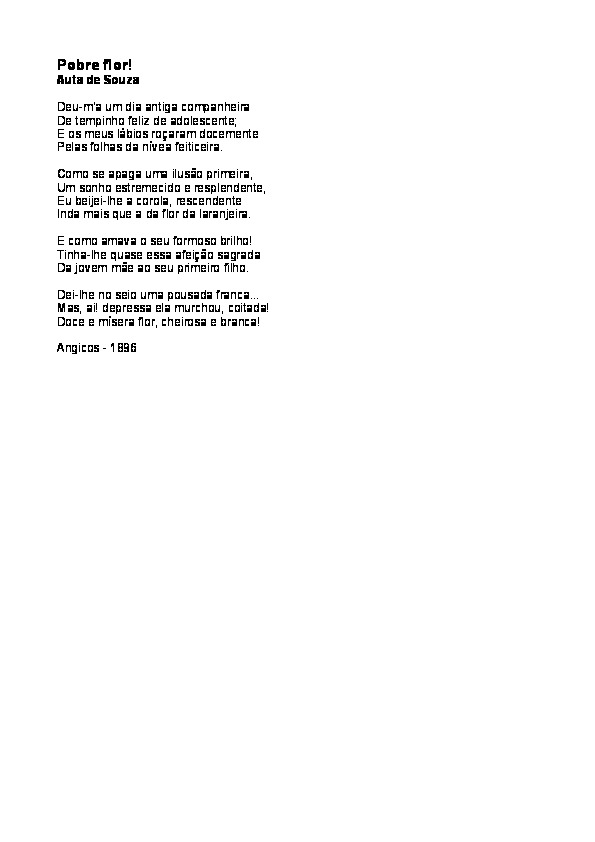 Pobre flor!
Auta de Souza
Deu-m'a um dia antiga companheira
De tempinho feliz de adolescente;
E os meus lábios roçaram docemente
Pelas folhas da nívea feiticeira.
Como se apaga uma ilusão primeira,
Um sonho estremecido e resplendente,
Eu beijei-lhe a corola, rescendente
Inda mais que a da flor da laranjeira.
E como amava o seu formoso brilho!
Tinha-lhe quase essa afeição sagrada
Da jovem mãe ao seu primeiro filho.
Dei-lhe no seio uma pousada franca...
Mas, ai! depressa ela murchou, coitada!
Doce e mísera flor, cheirosa e branca!
Angicos - 1896